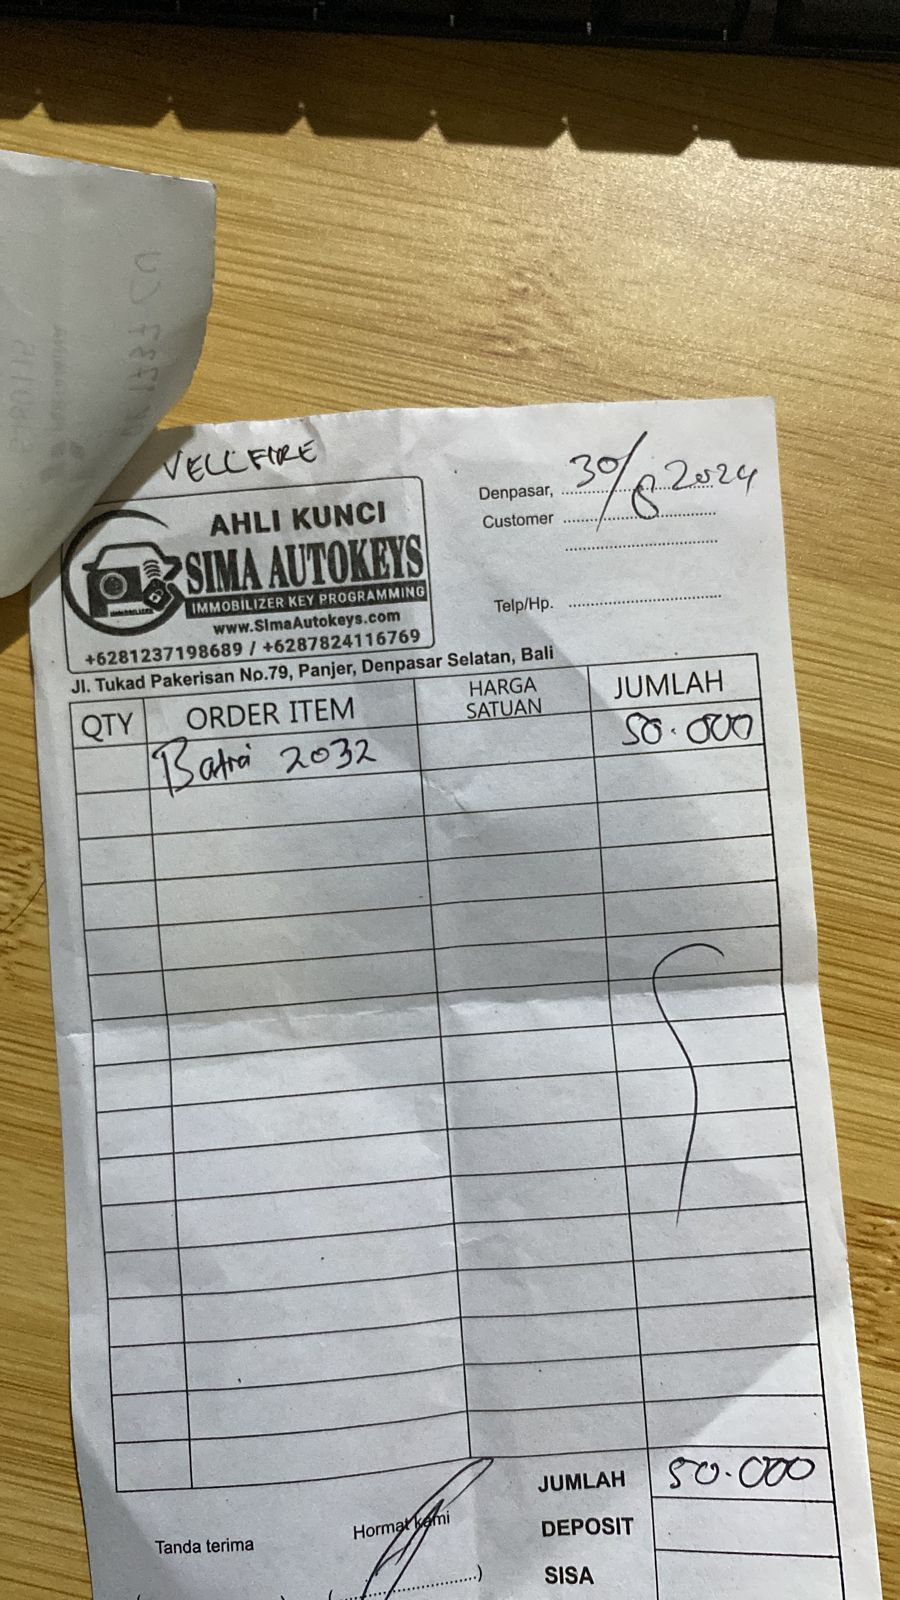 VELLFIRE
AHLI KUNCI
SIMA AUTOKEYS
IMMOBILIZER KEY PROGRAMMING
www.SimaAutokeys.com
+6281237198689 / +6287824116769
Jl. Tukad Pakerisan No.79, Panjer, Denpasar Selatan, Bali
Denpasar, 30/8 2024
Customer
Telp/Hp.
QTY ORDER ITEM HARGA SATUAN JUMLAH
Batrai 2032 50.000
JUMLAH 50.000
DEPOSIT
SISA
Tanda terima
Hormat kami